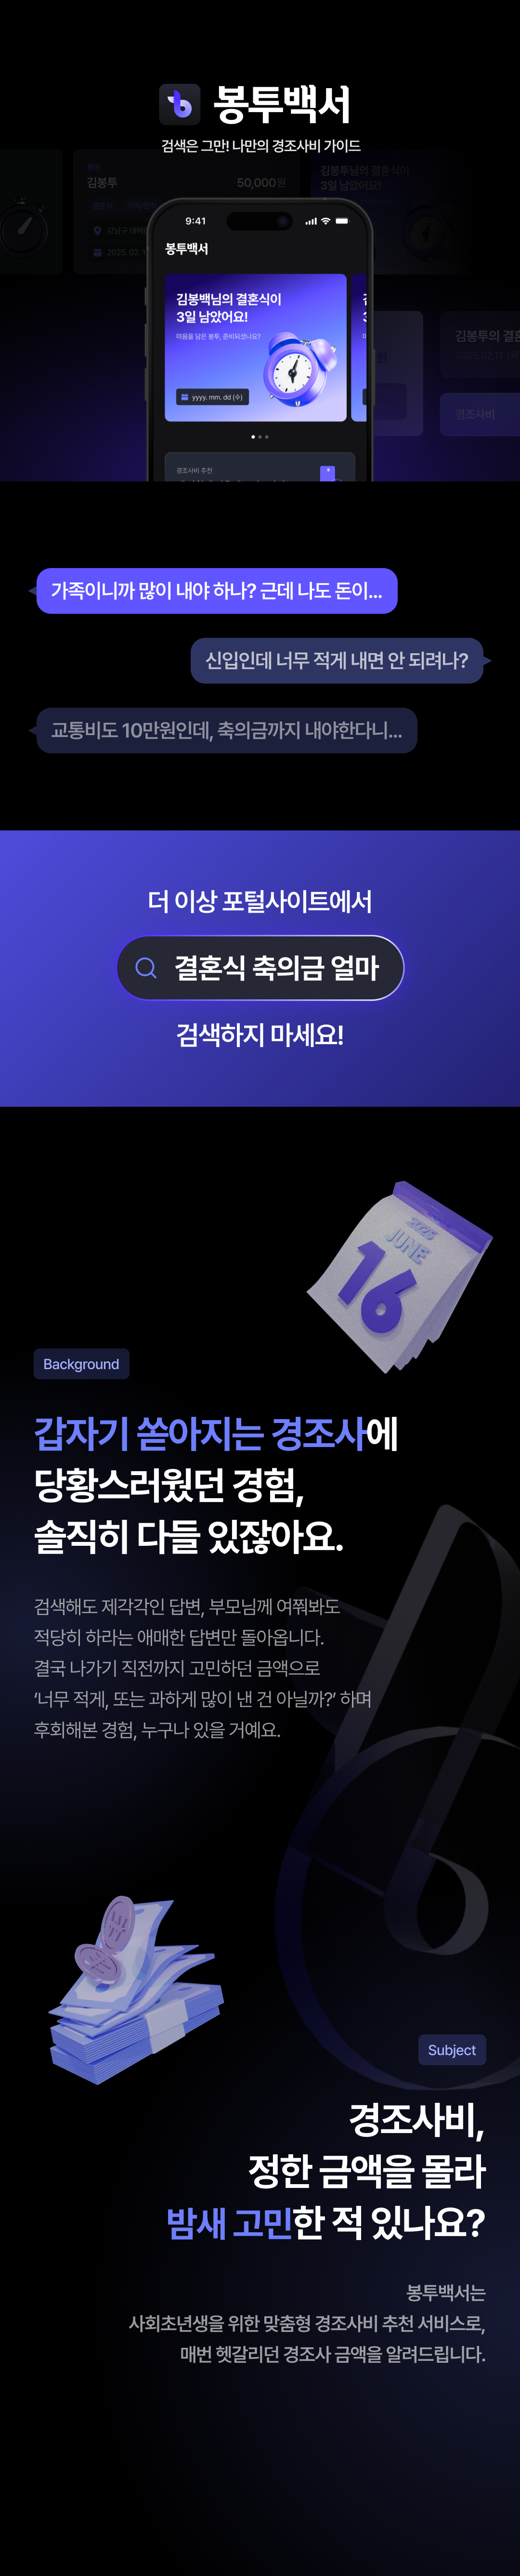 봉투백서
검색은 그만! 나만의 경조사비 가이드
김봉투
50,000원
김봉투님의 결혼식이
3일 남았어요!
9:41
봉투백서
김봉백님의 결혼식이
3일 남았어요!
마음을 담은 봉투, 준비되셨나요?
yyyy. mm. dd (수)
경조사비 추천
김봉투의 결혼
경조사비
가족이니까 많이 내야 하나? 근데 나도 돈이...
신입인데 너무 적게 내면 안 되려나?
교통비도 10만원인데, 축의금까지 내야한다니...
더 이상 포털사이트에서
결혼식 축의금 얼마
검색하지 마세요!
2025
JUNE
16
Background
갑자기 쏟아지는 경조사에
당황스러웠던 경험,
솔직히 다들 있잖아요.
검색해도 제각각인 답변, 부모님께 여쭤봐도
적당히 하라는 애매한 답변만 돌아옵니다.
결국 나가기 직전까지 고민하던 금액으로
‘너무 적게, 또는 과하게 많이 낸 건 아닐까?’ 하며
후회해본 경험, 누구나 있을 거예요.
Subject
경조사비,
정한 금액을 몰라
밤새 고민한 적 있나요?
봉투백서는
사회초년생을 위한 맞춤형 경조사비 추천 서비스로,
매번 헷갈리던 경조사 금액을 알려드립니다.